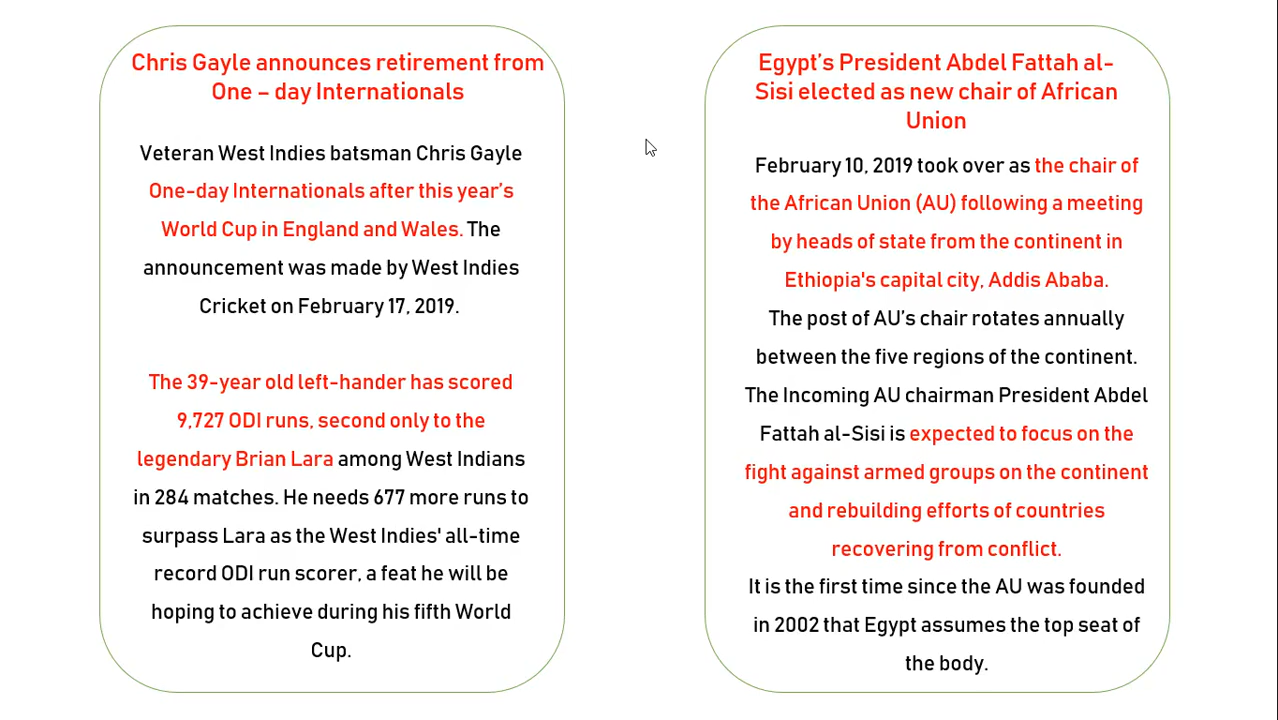 Chris Gayle announces retirement from
One – day Internationals
Veteran West Indies batsman Chris Gayle
One-day Internationals after this year’s
World Cup in England and Wales. The
announcement was made by West Indies
Cricket on February 17, 2019.
The 39-year old left-hander has scored
9,727 ODI runs, second only to the
legendary Brian Lara among West Indians
in 284 matches. He needs 677 more runs to
surpass Lara as the West Indies' all-time
record ODI run scorer, a feat he will be
hoping to achieve during his fifth World
Cup.
Egypt’s President Abdel Fattah al-
Sisi elected as new chair of African
Union
February 10, 2019 took over as the chair of
the African Union (AU) following a meeting
by heads of state from the continent in
Ethiopia's capital city, Addis Ababa.
The post of AU’s chair rotates annually
between the five regions of the continent.
The Incoming AU chairman President Abdel
Fattah al-Sisi is expected to focus on the
fight against armed groups on the continent
and rebuilding efforts of countries
recovering from conflict.
It is the first time since the AU was founded
in 2002 that Egypt assumes the top seat of
the body.